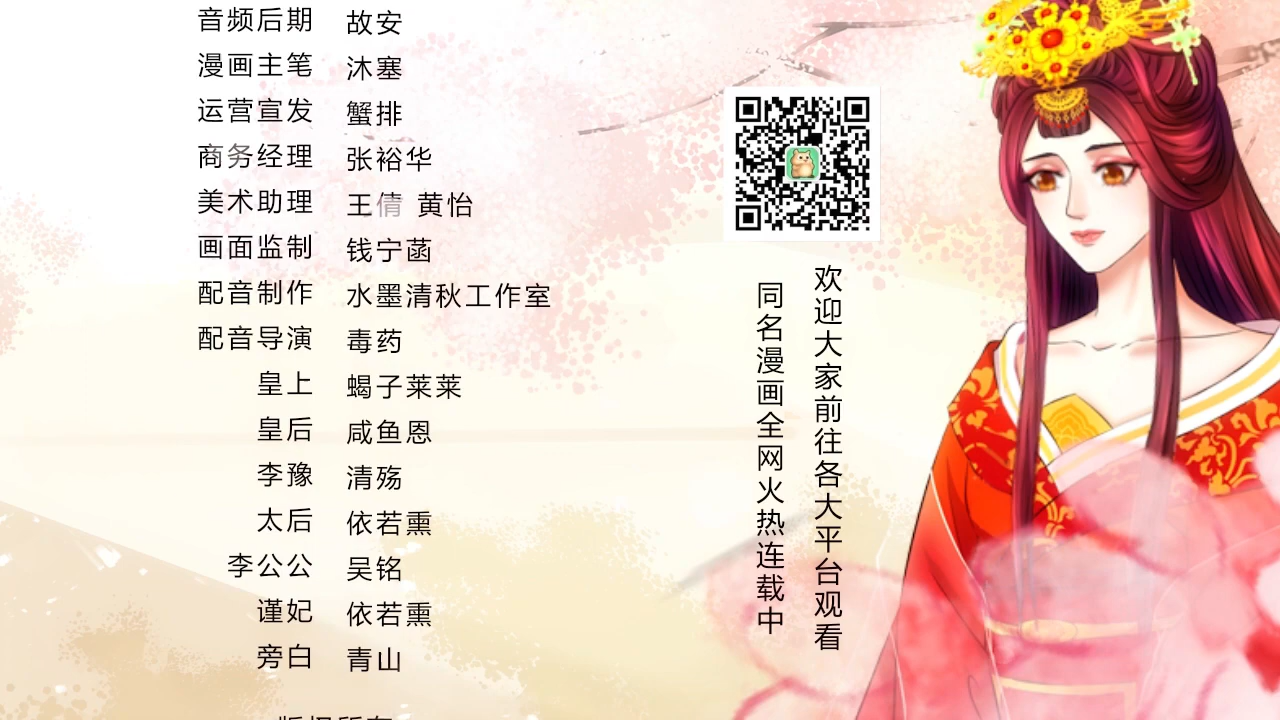 音频后期 故安
漫画主笔 沐塞
运营宣发 蟹排
商务经理 张裕华
美术助理 王倩 黄怡
画面监制 钱宁菡
配音制作 水墨清秋工作室
配音导演 毒药
皇上 蝎子莱莱
皇后 咸鱼恩
李豫 清殇
太后 依若熏
李公公 吴铭
谨妃 依若熏
旁白 青山
版权所有
欢迎大家前往各大平台观看
同名漫画全网火热连载中